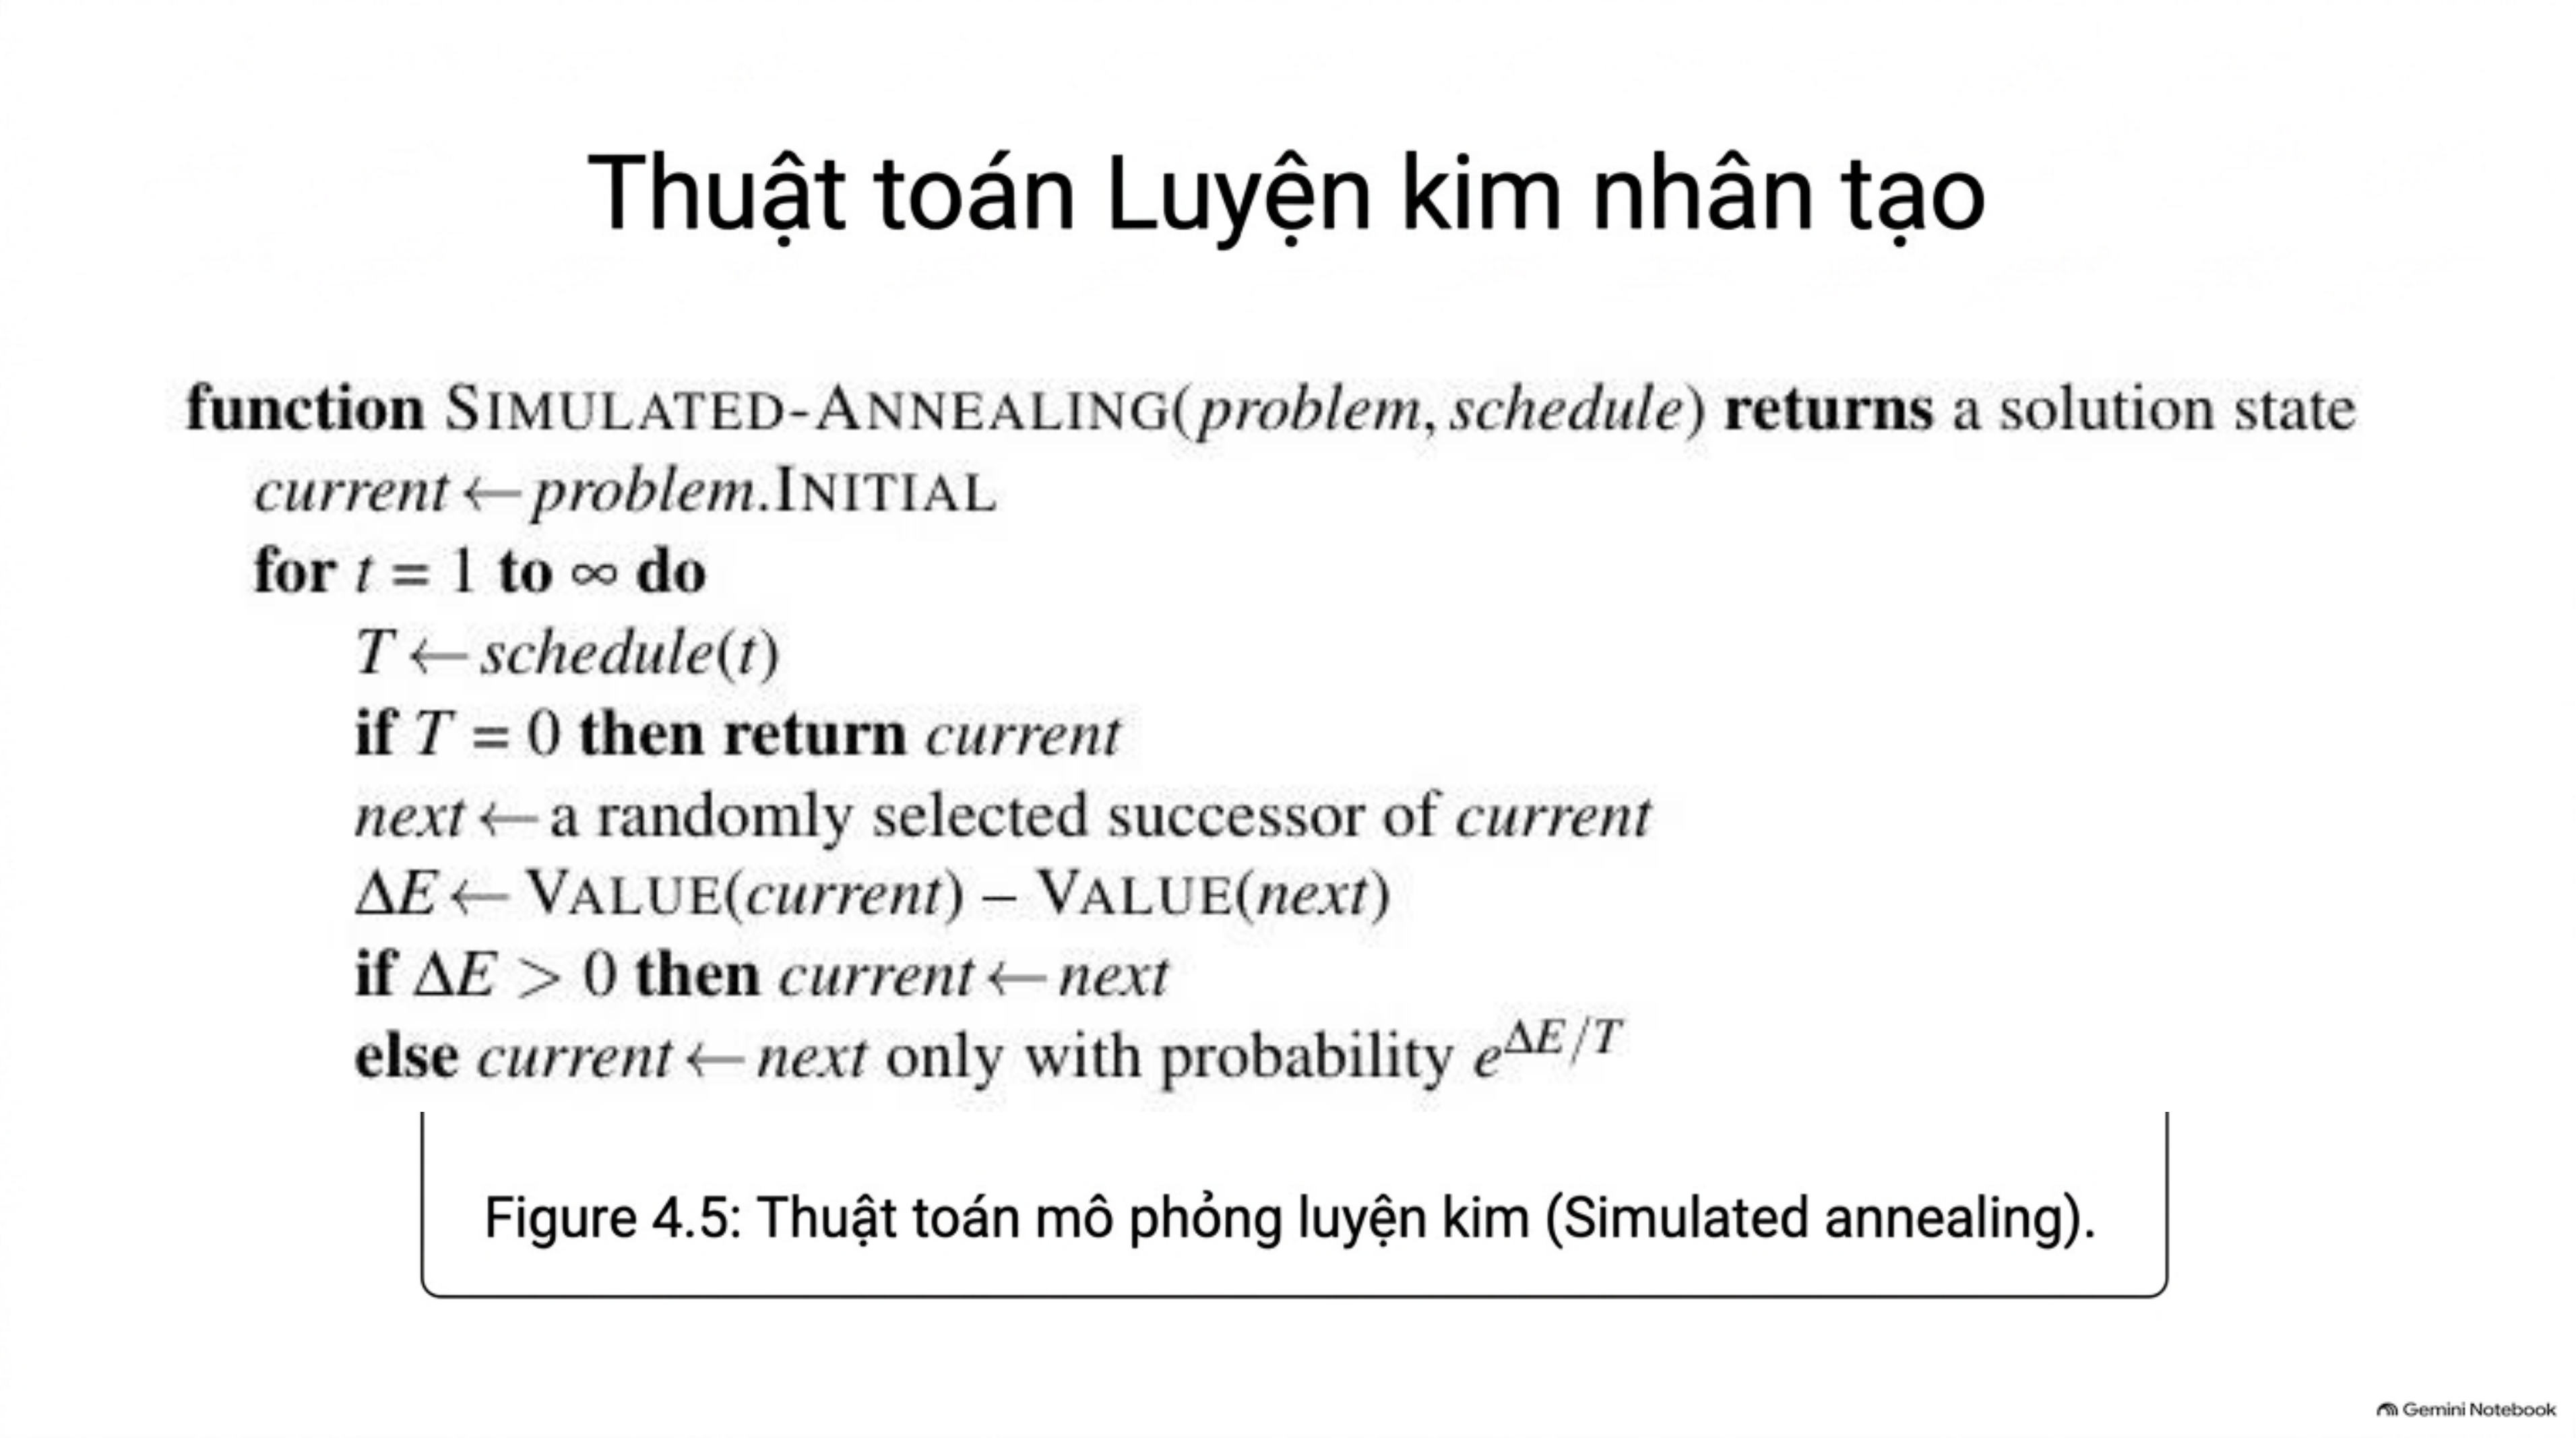 Thuật toán Luyện kim nhân tạo
function SIMULATED-ANNEALING(problem, schedule) returns a solution state
current ← problem.INITIAL
for t = 1 to ∞ do
T ← schedule(t)
if T = 0 then return current
next ← a randomly selected successor of current
ΔE ← VALUE(current) – VALUE(next)
if ΔE > 0 then current ← next
else current ← next only with probability e^ΔE/T
Figure 4.5: Thuật toán mô phỏng luyện kim (Simulated annealing).
Gemini Notebook